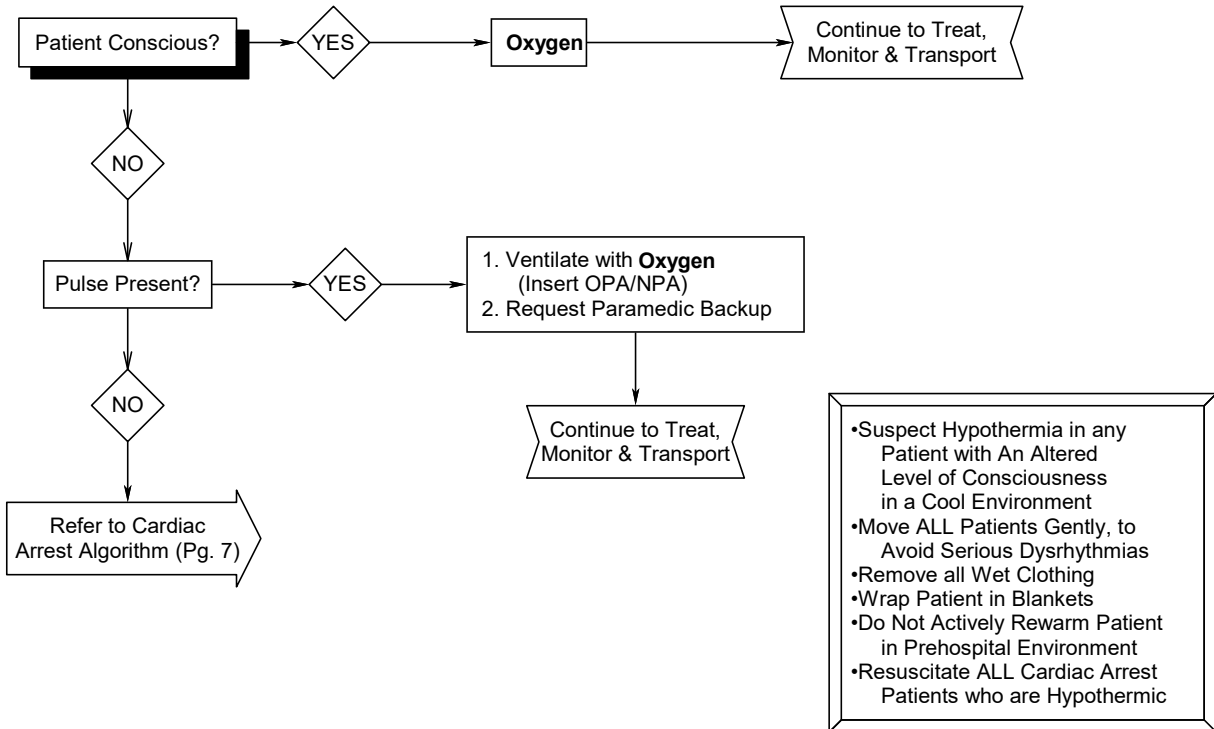 Patient Conscious?
YES
Oxygen
Continue to Treat,
Monitor & Transport
NO
Pulse Present?
YES
1. Ventilate with Oxygen
(Insert OPA/NPA)
2. Request Paramedic Backup
NO
Continue to Treat,
Monitor & Transport
Refer to Cardiac
Arrest Algorithm (Pg. 7)
•Suspect Hypothermia in any
Patient with An Altered
Level of Consciousness
in a Cool Environment
•Move ALL Patients Gently, to
Avoid Serious Dysrhythmias
•Remove all Wet Clothing
•Wrap Patient in Blankets
•Do Not Actively Rewarm Patient
in Prehospital Environment
•Resuscitate ALL Cardiac Arrest
Patients who are Hypothermic